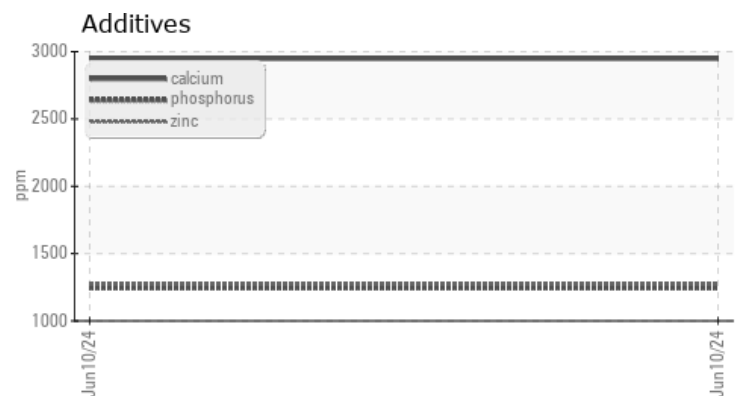 Additives
3000
calcium
phosphorus
zinc
2500
ppm
2000
1500
1000
Jun10/24
Jun10/24